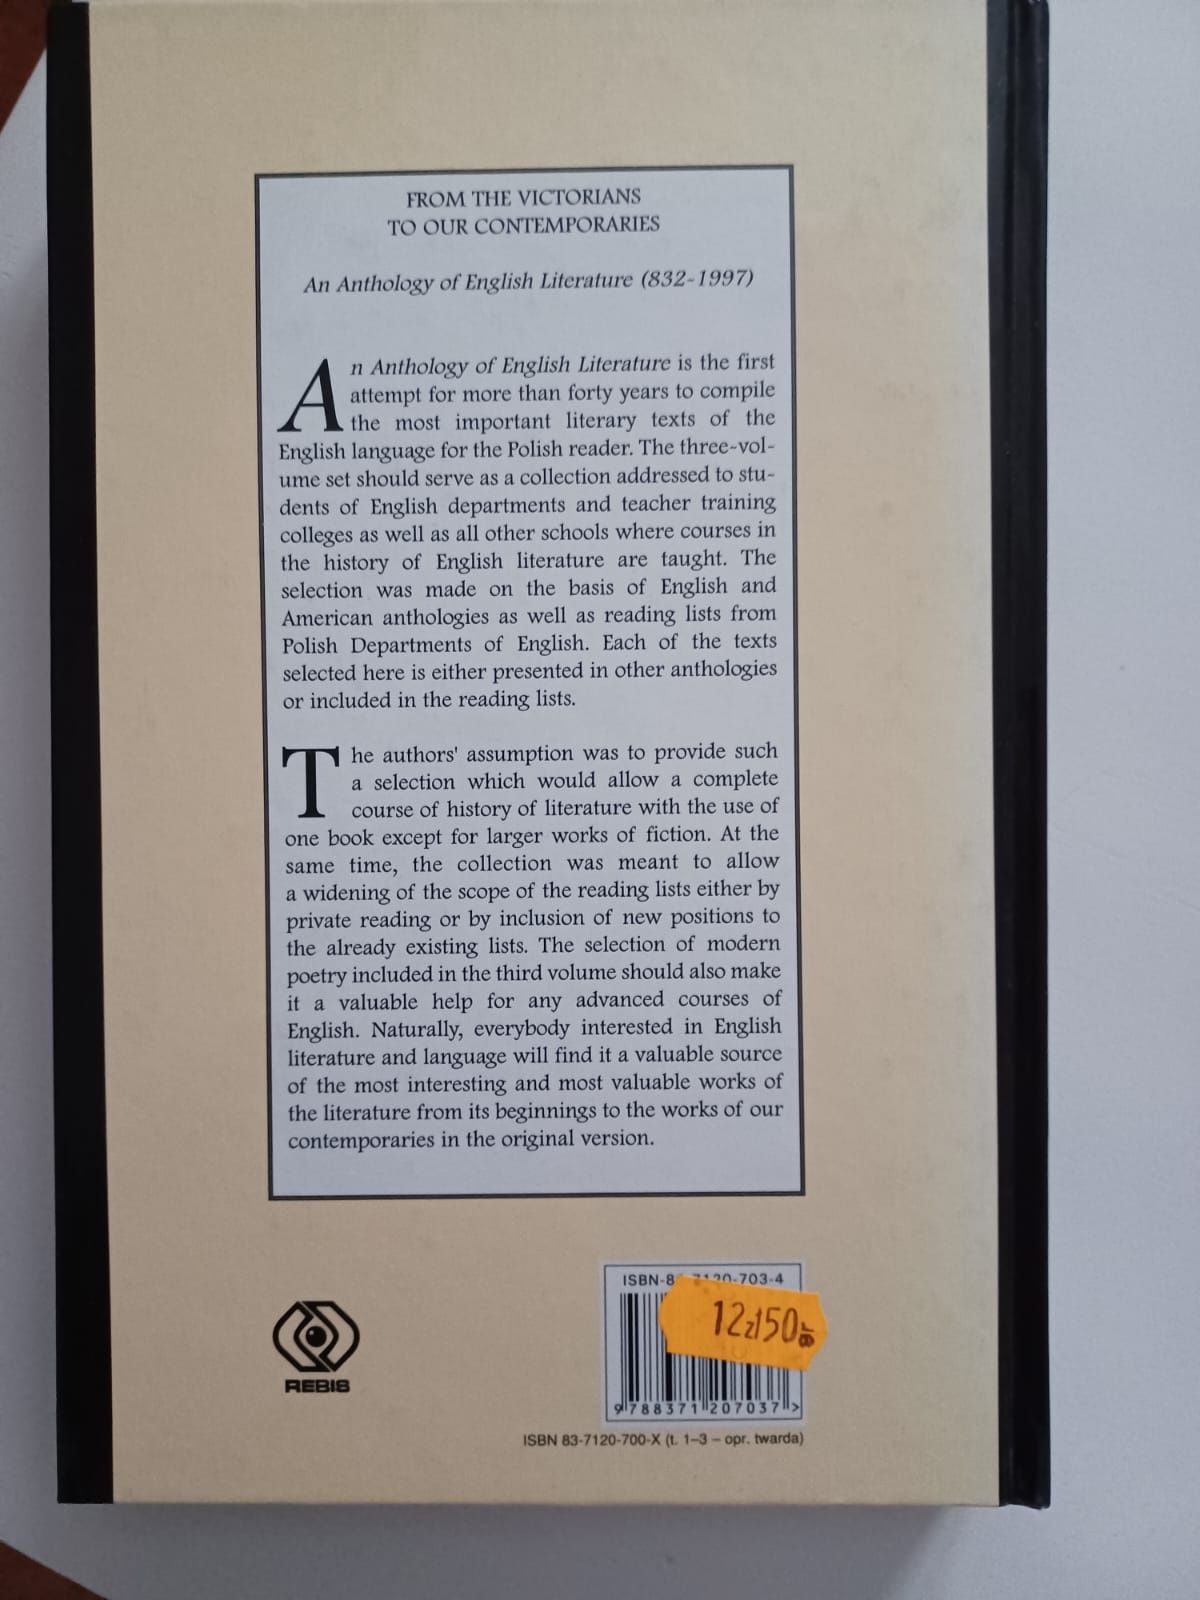 FROM THE VICTORIANS
TO OUR CONTEMPORARIES
An Anthology of English Literature (832-1997)
An Anthology of English Literature is the first
attempt for more than forty years to compile
the most important literary texts of the
English language for the Polish reader. The three-vol-
ume set should serve as a collection addressed to stu-
dents of English departments and teacher training
colleges as well as all other schools where courses in
the history of English literature are taught. The
selection was made on the basis of English and
American anthologies as well as reading lists from
Polish Departments of English. Each of the texts
selected here is either presented in other anthologies
or included in the reading lists.
The authors' assumption was to provide such
a selection which would allow a complete
course of history of literature with the use of
one book except for larger works of fiction. At the
same time, the collection was meant to allow
a widening of the scope of the reading lists either by
private reading or by inclusion of new positions to
the already existing lists. The selection of modern
poetry included in the third volume should also make
it a valuable help for any advanced courses of
English. Naturally, everybody interested in English
literature and language will find it a valuable source
of the most interesting and most valuable works of
the literature from its beginnings to the works of our
contemporaries in the original version.
REBIS
ISBN-8 7120-703-4
12zł50gr
9788371207037>
ISBN 83-7120-700-X (t. 1-3 – opr. twarda)